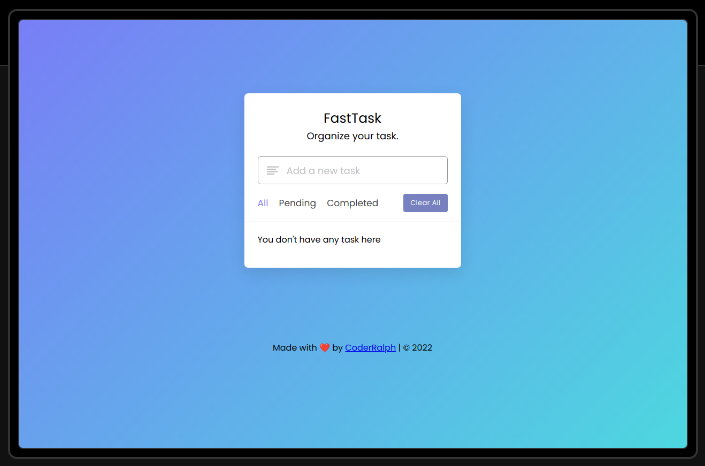 FastTask
Organize your task.
Add a new task
All Pending Completed Clear All
You don't have any task here
Made with ❤️ by CoderRalph | © 2022